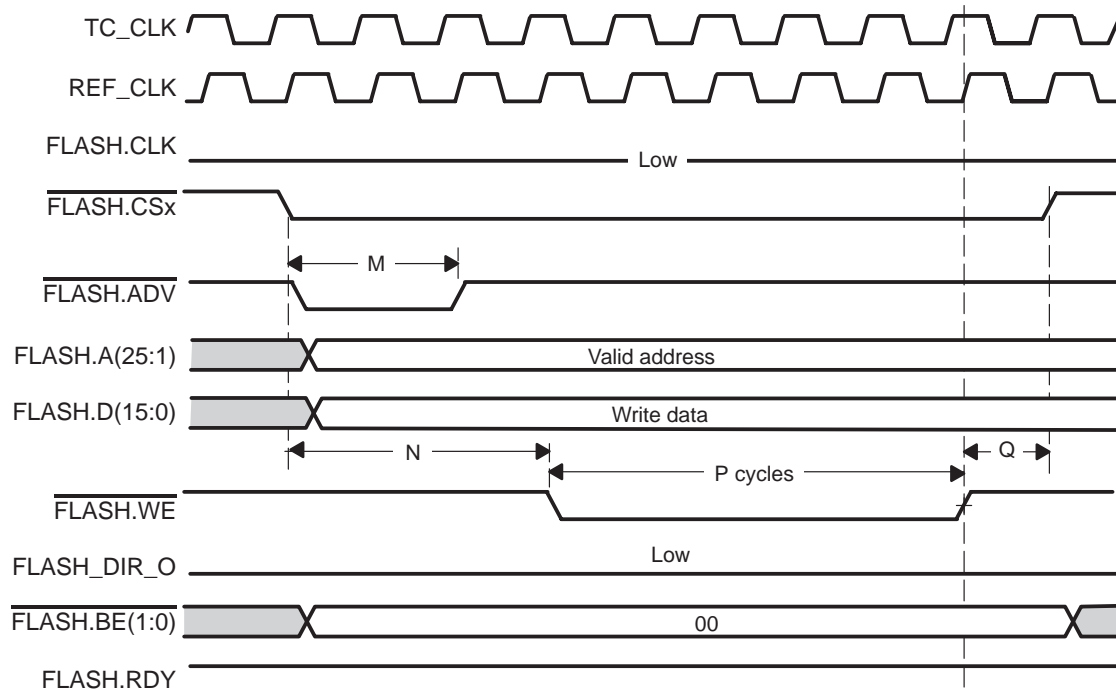 TC_CLK
REF_CLK
FLASH.CLK
Low
FLASH.CSx
M
FLASH.ADV
FLASH.A(25:1)
Valid address
FLASH.D(15:0)
Write data
N
Q
P cycles
FLASH.WE
Low
FLASH_DIR_O
FLASH.BE(1:0)
00
FLASH.RDY